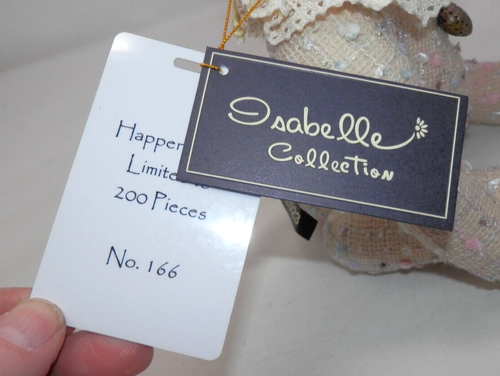 Isabelle
Collection
200 Pieces
No. 166